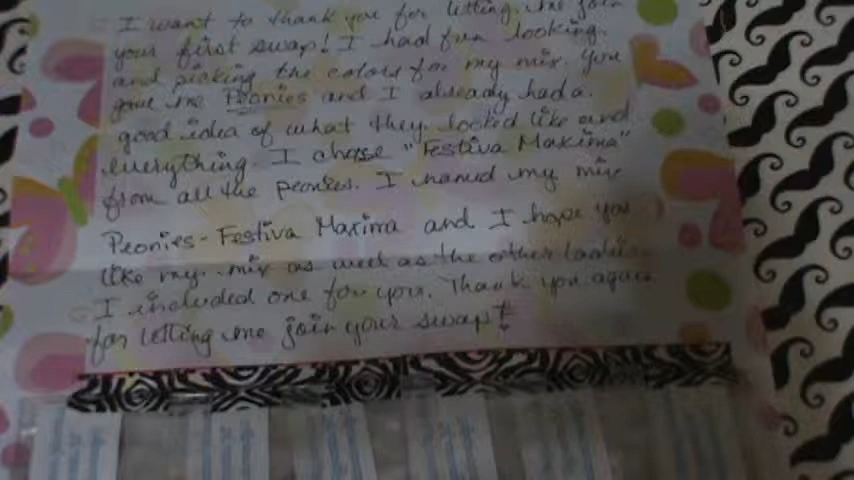 I want to thank you for letting me join
your first swap! I had fun looking
and picking the colors for my mix. You
gave me Peonies and I already had a
good idea of what they looked like and
everything. I chose "Festiva Maxima"
from all the peonies. I named my mix
Peonies - Festiva Maxima and I hope you
like my mix as well as the other ladies.
I included one for you. Thank you again
for letting me join your swap!